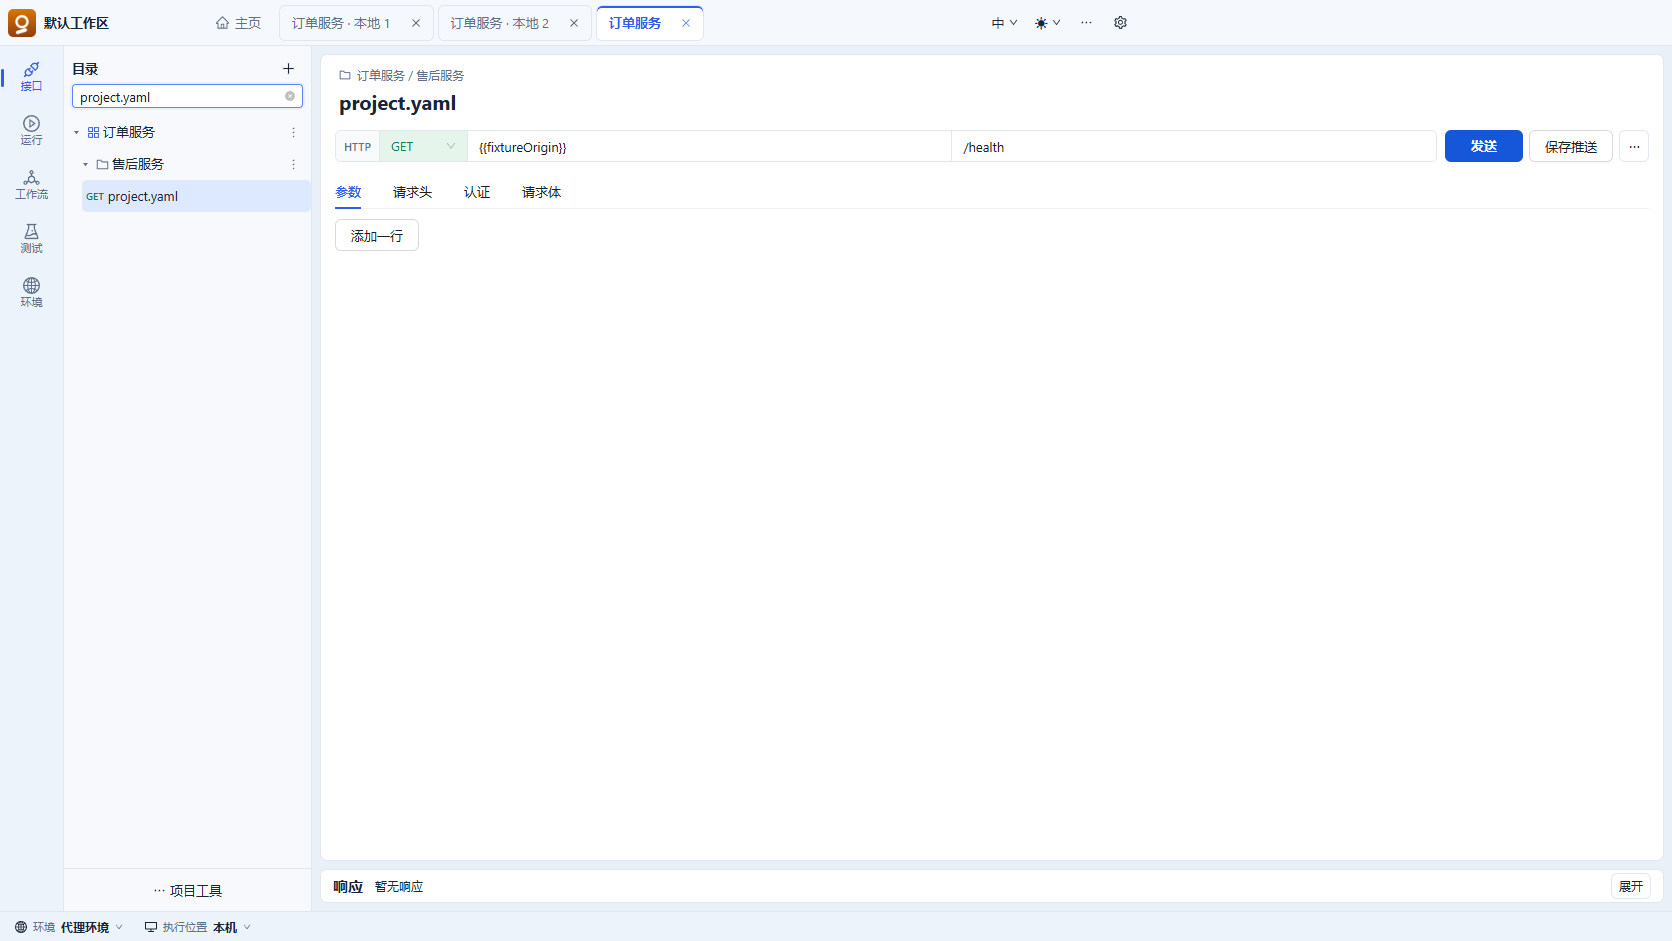 默认工作区
主页
订单服务 · 本地 1
订单服务 · 本地 2
订单服务
中
接口
运行
工作流
测试
环境
目录
project.yaml
订单服务
售后服务
GET project.yaml
项目工具
订单服务 / 售后服务
project.yaml
HTTP
GET
{{fixtureOrigin}}
/health
发送
保存推送
参数
请求头
认证
请求体
添加一行
响应
暂无响应
展开
环境 代理环境
执行位置 本机